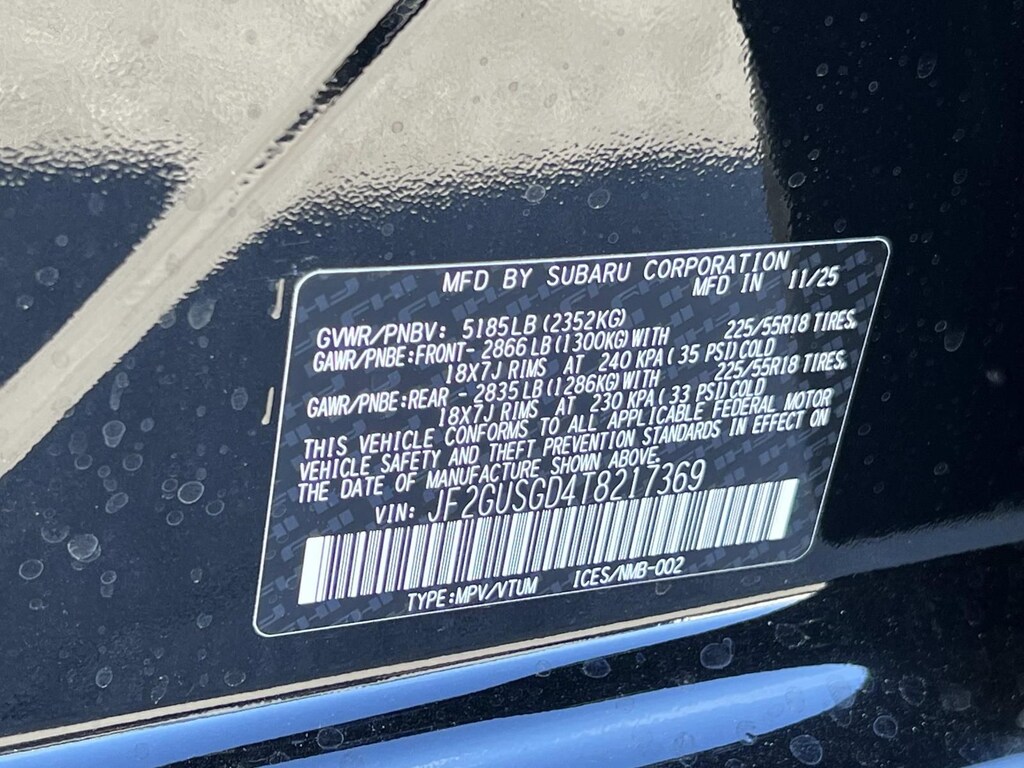 MFD BY SUBARU CORPORATION
MFD IN 11/25
GVWR/PNBV: 5185LB (2352KG)
GAWR/PNBE:FRONT- 2866 LB (1300KG) WITH 225/55R18 TIRES,
18X7J RIMS AT 240 KPA ( 35 PSI) COLD
GAWR/PNBE:REAR - 2835 LB (1286KG) WITH 225/55R18 TIRES,
18X7J RIMS AT 230 KPA ( 33 PSI) COLD
THIS VEHICLE CONFORMS TO ALL APPLICABLE FEDERAL MOTOR
VEHICLE SAFETY AND THEFT PREVENTION STANDARDS IN EFFECT ON
THE DATE OF MANUFACTURE SHOWN ABOVE.
VIN: JF2GUSGD4T8217369
TYPE:MPV/VTUM ICES/NMB-002